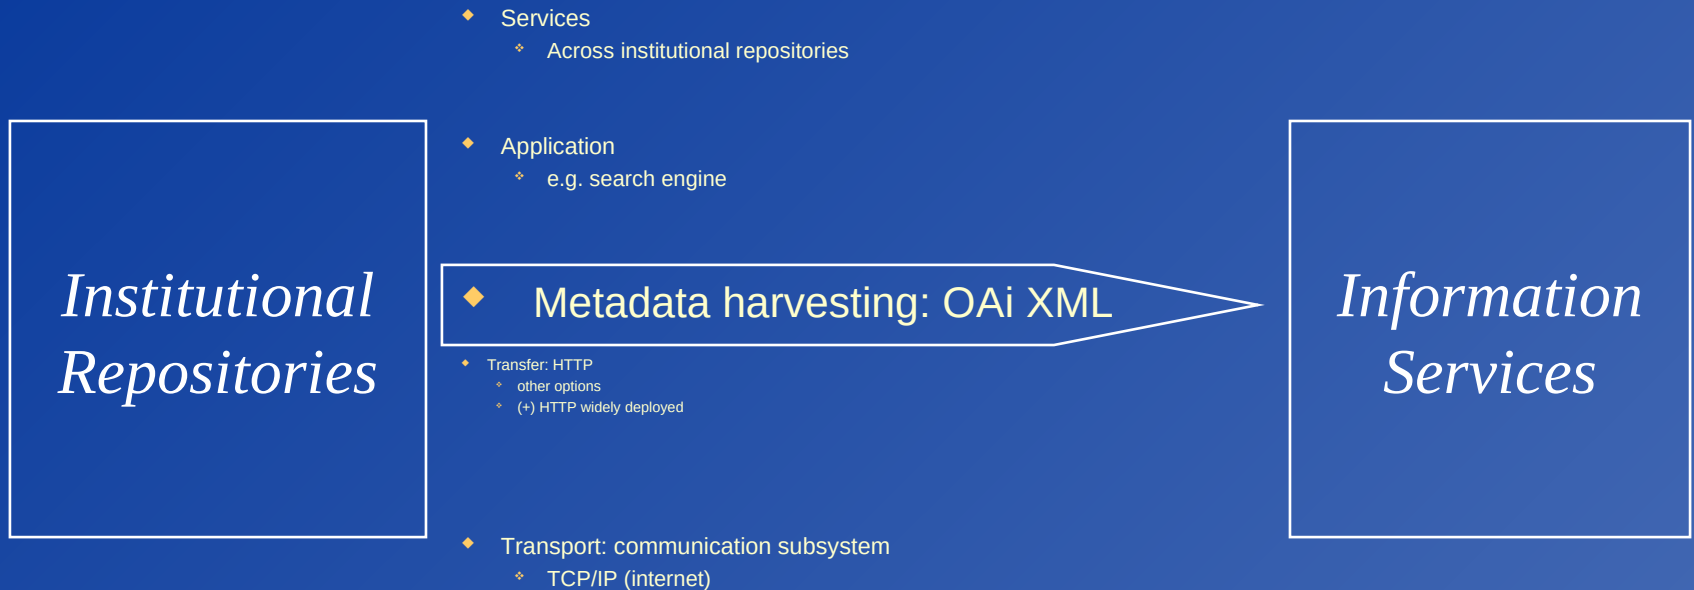 Services
Across institutional repositories
Application
e.g. search engine
Institutional
Repositories
Metadata harvesting: OAi XML
Transfer: HTTP
other options
(+) HTTP widely deployed
Transport: communication subsystem
TCP/IP (internet)
Information
Services